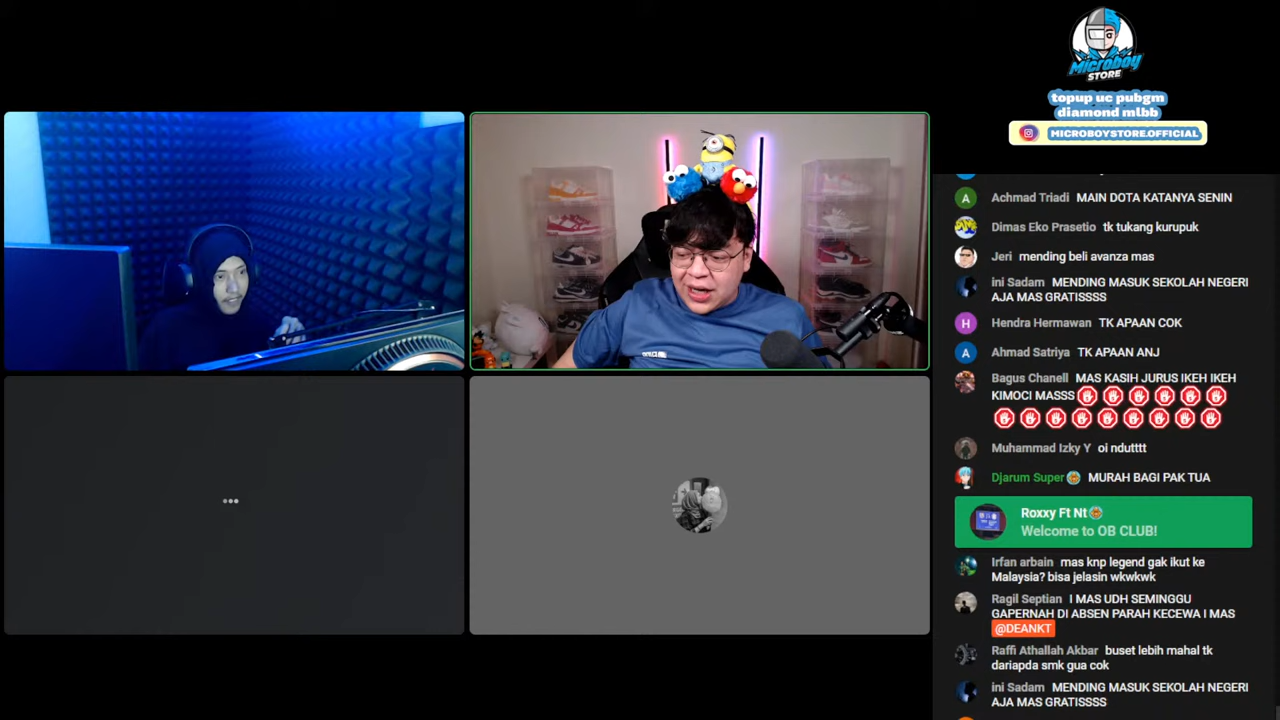 MICROBOY
STORE
topup uc pubgm
diamond mlbb
MICROBOYSTORE.OFFICIAL
A Achmad Triadi MAIN DOTA KATANYA SENIN
Dimas Eko Prasetio tk tukang kurupuk
Jeri mending beli avanza mas
ini Sadam MENDING MASUK SEKOLAH NEGERI
AJA MAS GRATISSSS
H Hendra Hermawan TK APAAN COK
A Ahmad Satriya TK APAAN ANJ
Bagus Chanell MAS KASIH JURUS IKEH IKEH
KIMOCI MASSS
Muhammad Izky Y oi ndutttt
Djarum Super MURAH BAGI PAK TUA
Roxxy Ft Nt
Welcome to OB CLUB!
Irfan arbain mas knp legend gak ikut ke
Malaysia? bisa jelasin wkwkwk
Ragil Septian I MAS UDH SEMINGGU
GAPERNAH DI ABSEN PARAH KECEWA I MAS
@DEANKT
Raffi Athallah Akbar buset lebih mahal tk
dariapda smk gua cok
ini Sadam MENDING MASUK SEKOLAH NEGERI
AJA MAS GRATISSSS